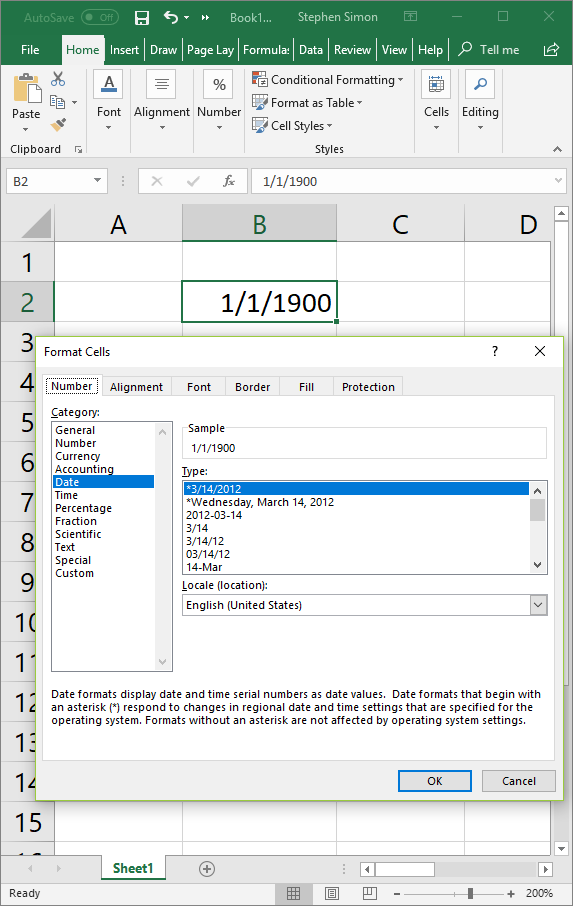 AutoSave Off Book1... Stephen Simon
File Home Insert Draw Page Lay Formulas Data Review View Help Tell me
Paste
Clipboard
Font
Alignment
%
Number
Conditional Formatting
Format as Table
Cell Styles
Styles
Cells
Editing
B2 fx 1/1/1900
A B C D
1
2 1/1/1900
3
4
5
6
7
8
9
10
11
12
13
14
15
Format Cells ?
Number Alignment Font Border Fill Protection
Category:
General
Number
Currency
Accounting
Date
Time
Percentage
Fraction
Scientific
Text
Special
Custom
Sample
1/1/1900
Type:
*3/14/2012
*Wednesday, March 14, 2012
2012-03-14
3/14
3/14/12
03/14/12
14-Mar
Locale (location):
English (United States)
Date formats display date and time serial numbers as date values. Date formats that begin with
an asterisk (*) respond to changes in regional date and time settings that are specified for the
operating system. Formats without an asterisk are not affected by operating system settings.
OK Cancel
Sheet1
Ready 200%